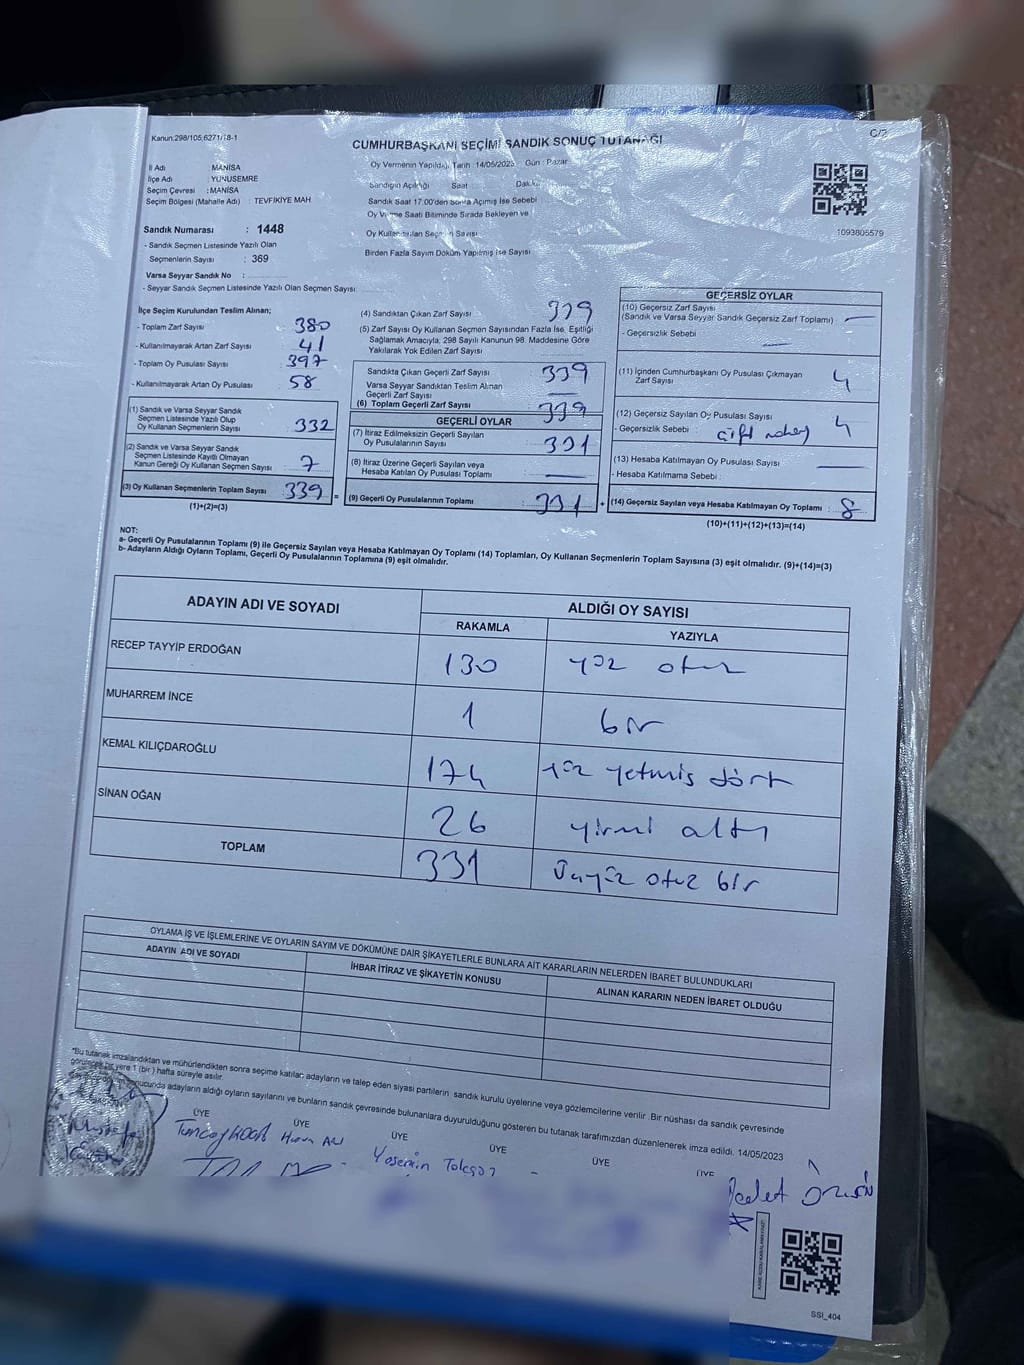 Kanun.298/105,6271/18-1
C/2
CUMHURBAŞKANI SEÇİMİ SANDIK SONUÇ TUTANAĞI
İl Adı : MANİSA
İlçe Adı : YUNUSEMRE
Seçim Çevresi : MANİSA
Seçim Bölgesi (Mahalle Adı) : TEVFİKİYE MAH
Oy Vermenin Yapıldığı Tarih : 14/05/2023 Gün : Pazar
Sandığın Açıldığı Saat Dakika
Sandık Saat 17.00'den Sonra Açılmış İse Sebebi
Oy Verme Saati Bitiminde Sırada Bekleyen ve
Oy Kullandırılan Seçmen Sayısı
Birden Fazla Sayım Döküm Yapılmış İse Sayısı
1093805579
Sandık Numarası : 1448
- Sandık Seçmen Listesinde Yazılı Olan
Seçmenlerin Sayısı : 369
Varsa Seyyar Sandık No :
- Seyyar Sandık Seçmen Listesinde Yazılı Olan Seçmen Sayısı:
İlçe Seçim Kurulundan Teslim Alınan;
- Toplam Zarf Sayısı 380
- Kullanılmayarak Artan Zarf Sayısı 41
- Toplam Oy Pusulası Sayısı 397
- Kullanılmayarak Artan Oy Pusulası 58
(1) Sandık ve Varsa Seyyar Sandık
Seçmen Listesinde Yazılı Olup
Oy Kullanan Seçmenlerin Sayısı 332
(2) Sandık ve Varsa Seyyar Sandık
Seçmen Listesinde Kayıtlı Olmayan
Kanun Gereği Oy Kullanan Seçmen Sayısı 7
(3) Oy Kullanan Seçmenlerin Toplam Sayısı 339 =
(1)+(2)=(3)
(4) Sandıktan Çıkan Zarf Sayısı 339
(5) Zarf Sayısı Oy Kullanan Seçmen Sayısından Fazla İse, Eşitliği
Sağlamak Amacıyla, 298 Sayılı Kanunun 98. Maddesine Göre
Yakılarak Yok Edilen Zarf Sayısı
Sandıkta Çıkan Geçerli Zarf Sayısı 339
Varsa Seyyar Sandıktan Teslim Alınan
Geçerli Zarf Sayısı
(6) Toplam Geçerli Zarf Sayısı 339
GEÇERLİ OYLAR
(7) İtiraz Edilmeksizin Geçerli Sayılan
Oy Pusulalarının Sayısı 331
(8) İtiraz Üzerine Geçerli Sayılan veya
Hesaba Katılan Oy Pusulası Toplamı —
(9) Geçerli Oy Pusulalarının Toplamı 331 +
GEÇERSİZ OYLAR
(10) Geçersiz Zarf Sayısı
(Sandık ve Varsa Seyyar Sandık Geçersiz Zarf Toplamı) —
- Geçersizlik Sebebi : —
(11) İçinden Cumhurbaşkanı Oy Pusulası Çıkmayan
Zarf Sayısı 4
(12) Geçersiz Sayılan Oy Pusulası Sayısı 4
- Geçersizlik Sebebi : çift
(13) Hesaba Katılmayan Oy Pusulası Sayısı —
- Hesaba Katılmama Sebebi :
(14) Geçersiz Sayılan veya Hesaba Katılmayan Oy Toplamı : 8
(10)+(11)+(12)+(13)=(14)
NOT:
a- Geçerli Oy Pusulalarının Toplamı (9) ile Geçersiz Sayılan veya Hesaba Katılmayan Oy Toplamı (14) Toplamları, Oy Kullanan Seçmenlerin Toplam Sayısına (3) eşit olmalıdır. (9)+(14)=(3)
b- Adayların Aldığı Oyların Toplamı, Geçerli Oy Pusulalarının Toplamına (9) eşit olmalıdır.
ADAYIN ADI VE SOYADI ALDIĞI OY SAYISI
RAKAMLA YAZIYLA
RECEP TAYYİP ERDOĞAN 130 yüz otuz
MUHARREM İNCE 1 bir
KEMAL KILIÇDAROĞLU 174 yüz yetmiş dört
SİNAN OĞAN 26 yirmi altı
TOPLAM 331 Üçyüz otuz bir
OYLAMA İŞ VE İŞLEMLERİNE VE OYLARIN SAYIM VE DÖKÜMÜNE DAİR ŞİKAYETLERLE BUNLARA AİT KARARLARIN NELERDEN İBARET BULUNDUKLARI
ADAYIN ADI VE SOYADI İHBAR İTİRAZ VE ŞİKAYETİN KONUSU ALINAN KARARIN NEDEN İBARET OLDUĞU
*Bu tutanak imzalandıktan ve mühürlendikten sonra seçime katılan adayların ve talep eden siyasi partilerin sandık kurulu üyelerine veya gözlemcilerine verilir. Bir nüshası da sandık çevresinde
görülecek bir yere 1 (bir) hafta süreyle asılır.
sonucunda adayların aldığı oyların sayılarını ve bunların sandık çevresinde bulunanlara duyurulduğunu gösteren bu tutanak tarafımızdan düzenlenerek imza edildi. 14/05/2023
ÜYE ÜYE ÜYE ÜYE ÜYE ÜYE
Yasemin
SSİ_404